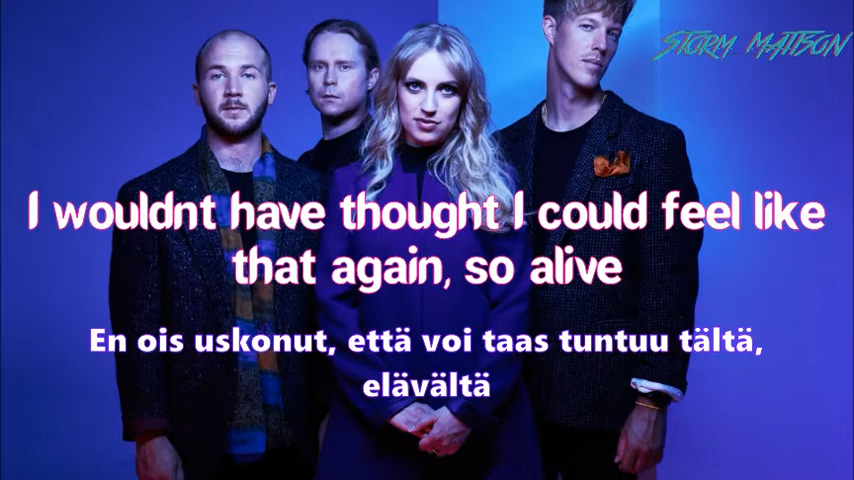 STORM MATTSON
I wouldnt have thought I could feel like
that again, so alive
En ois uskonut, että voi taas tuntuu tältä,
elävältä